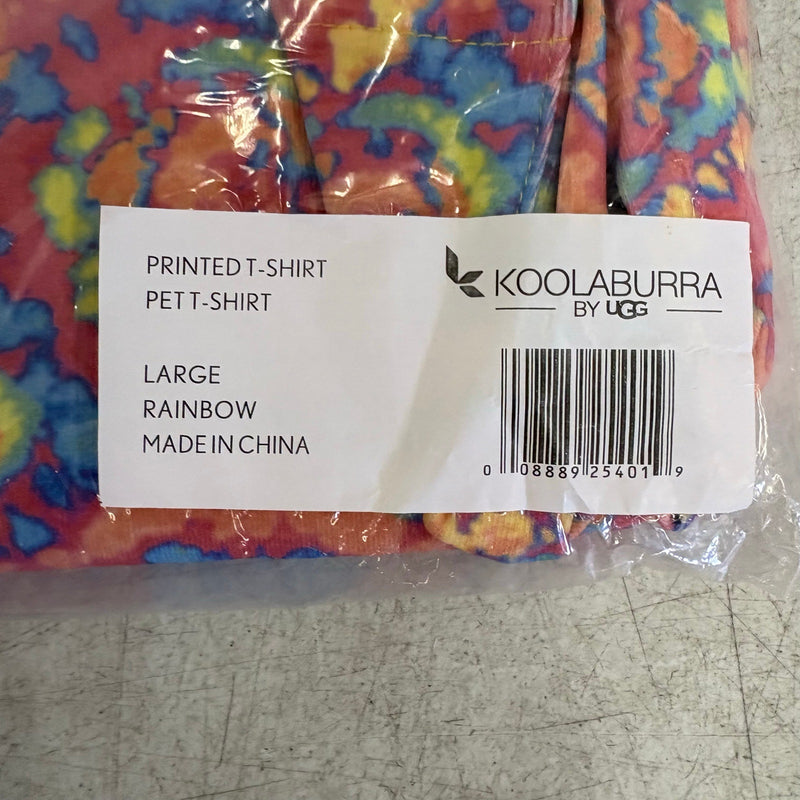 PRINTED T-SHIRT
PET T-SHIRT
LARGE
RAINBOW
MADE IN CHINA
KOOLABURRA
BY UGG
0 08889 25401 9